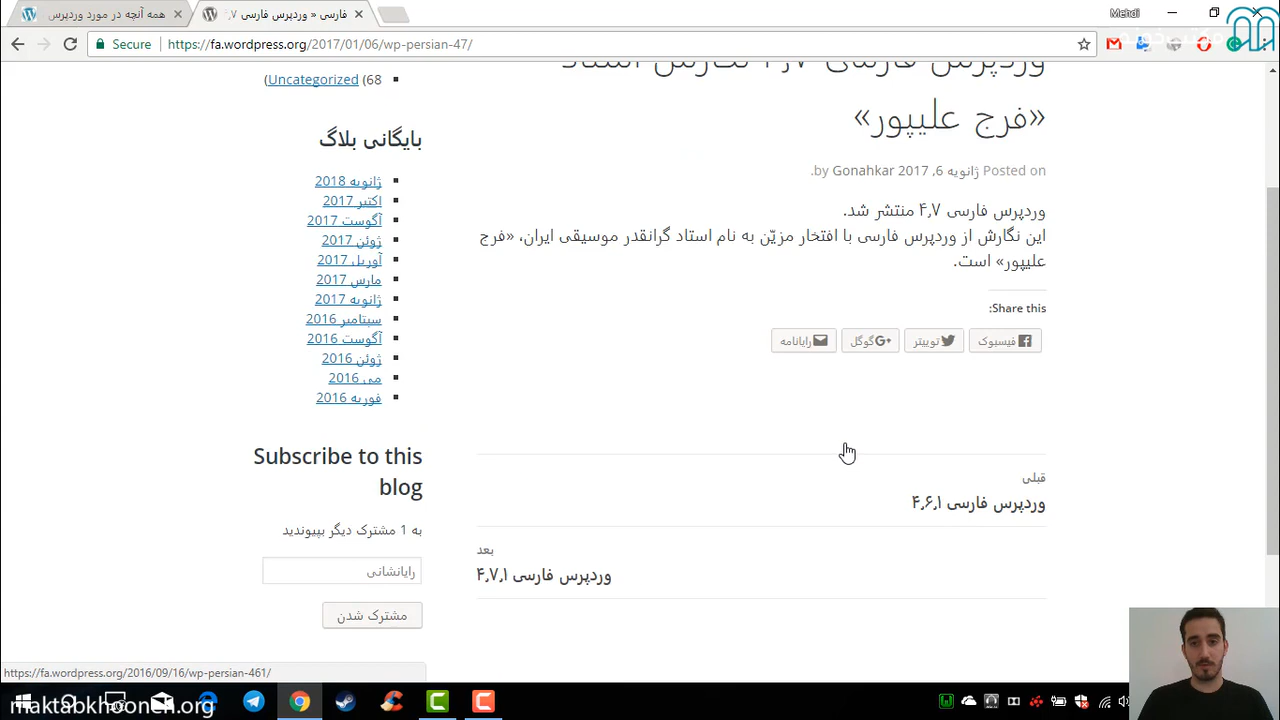 همه آنچه در مورد وردپرس
فارسی « وردپرس فارسی ۴٫۷
Mehdi
Secure
https://fa.wordpress.org/2017/01/06/wp-persian-47/
وردپرس فارسی ۴٫۷ نگارش استاد
«فرج علیپور»
Posted on ژانویه 6, 2017 by Gonahkar.
وردپرس فارسی ۴٫۷ منتشر شد.
این نگارش از وردپرس فارسی با افتخار مزیّن به نام استاد گرانقدر موسیقی ایران، «فرج
علیپور» است.
Share this:
فیسبوک
توییتر
گوگل
رایانامه
قبلی
وردپرس فارسی ۴٫۶٫۱
بعد
وردپرس فارسی ۴٫۷٫۱
Uncategorized (68)
بایگانی بلاگ
ژانویه 2018
اکتبر 2017
آگوست 2017
ژوئن 2017
آوریل 2017
مارس 2017
ژانویه 2017
سپتامبر 2016
آگوست 2016
ژوئن 2016
می 2016
فوریه 2016
Subscribe to this
blog
به 1 مشترک دیگر بپیوندید
رایانشانی
مشترک شدن
https://fa.wordpress.org/2016/09/16/wp-persian-461/
maktabkhooneh.org